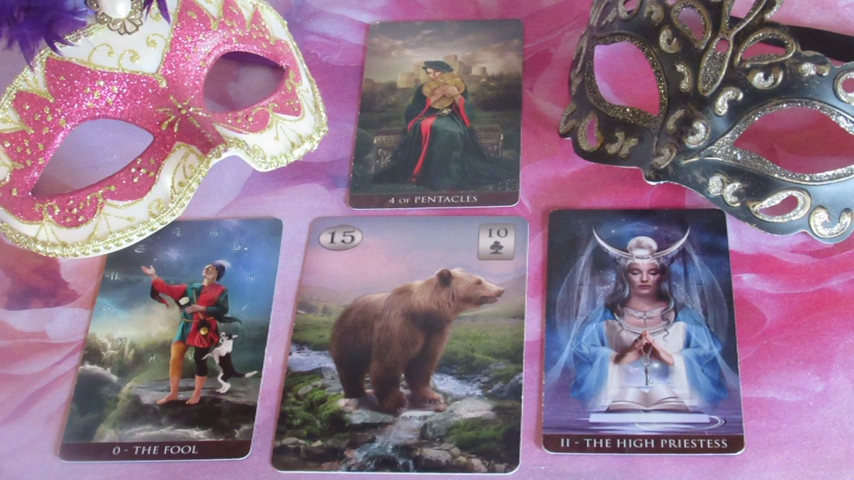 4 OF PENTACLES
15
10
0 - THE FOOL
II - THE HIGH PRIESTESS